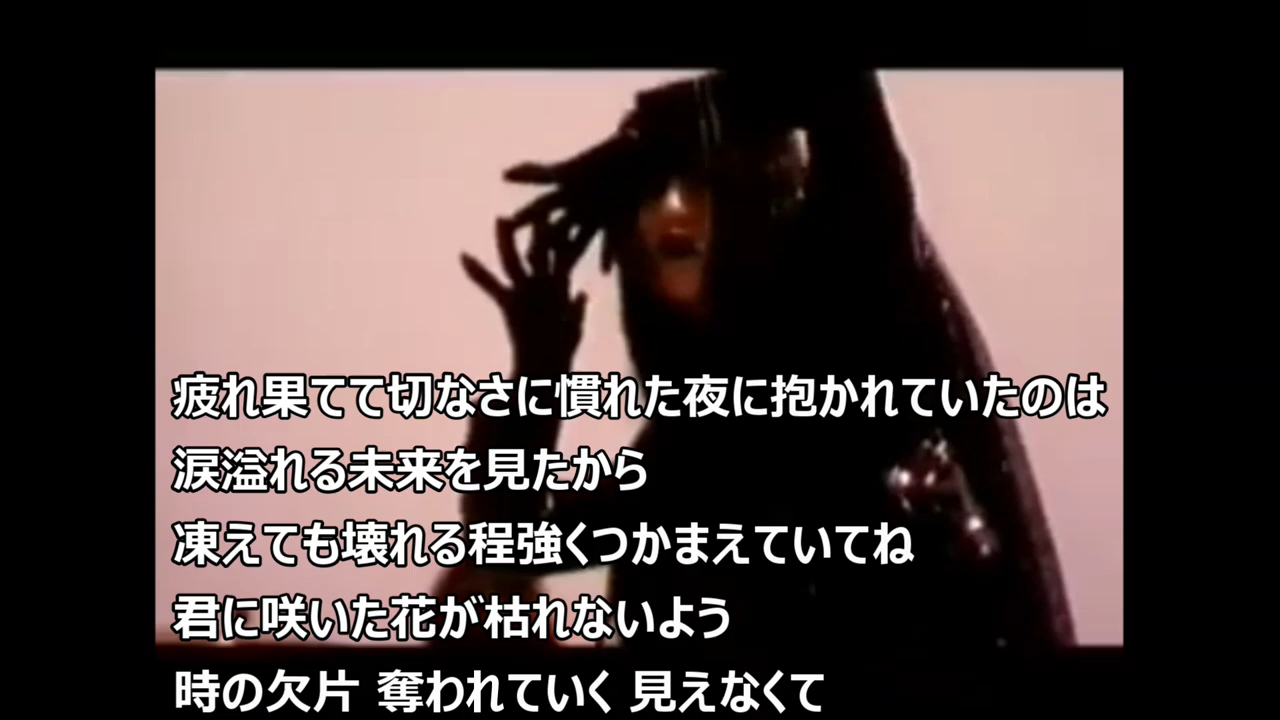 疲れ果てて切なさに慣れた夜に抱かれていたのは
涙溢れる未来を見たから
凍えても壊れる程強くつかまえていてね
君に咲いた花が枯れないよう
時の欠片 奪われていく 見えなくて